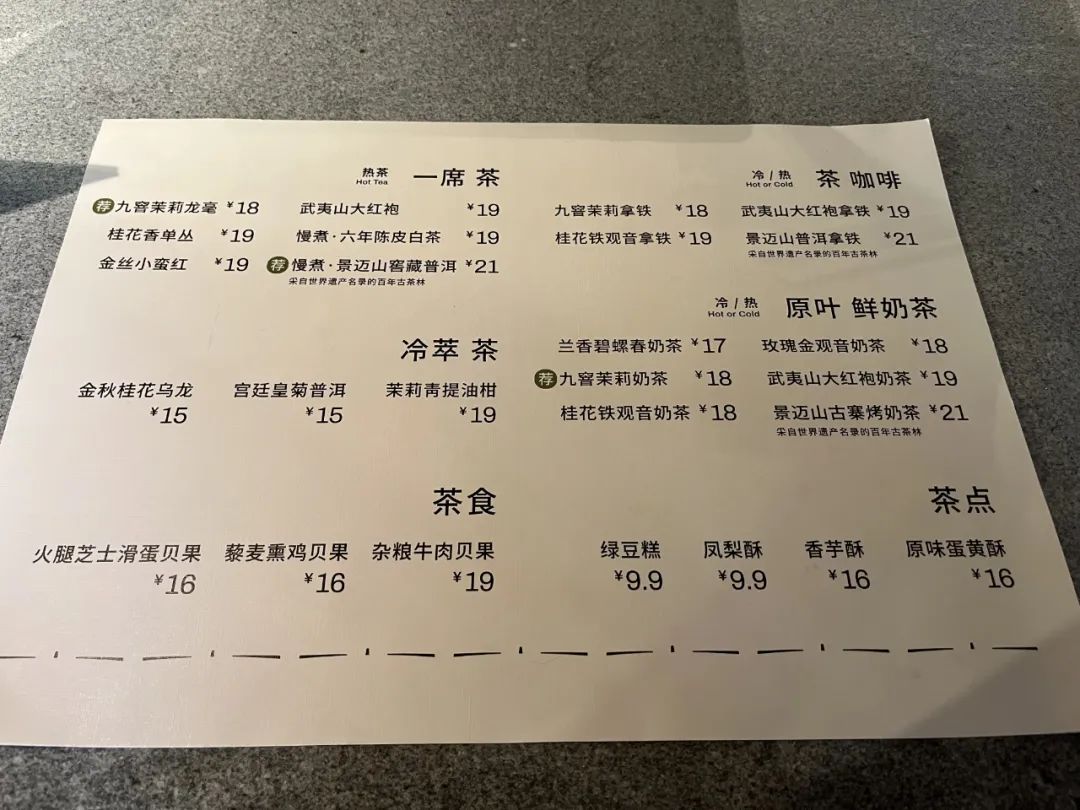 热茶 Hot Tea 一席 茶
荐 九窨茉莉龙毫 ¥18 武夷山大红袍 ¥19
桂花香单丛 ¥19 慢煮·六年陈皮白茶 ¥19
金丝小蛮红 ¥19 荐 慢煮·景迈山窖藏普洱 ¥21
采自世界遗产名录的百年古茶林
冷萃 茶
金秋桂花乌龙 宫廷皇菊普洱 茉莉青提油柑
¥15 ¥15 ¥19
茶食
火腿芝士滑蛋贝果 藜麦熏鸡贝果 杂粮牛肉贝果
¥16 ¥16 ¥19
冷 / 热 Hot or Cold 茶 咖啡
九窨茉莉拿铁 ¥18 武夷山大红袍拿铁 ¥19
桂花铁观音拿铁 ¥19 景迈山普洱拿铁 ¥21
采自世界遗产名录的百年古茶林
冷 / 热 Hot or Cold 原叶 鲜奶茶
兰香碧螺春奶茶 ¥17 玫瑰金观音奶茶 ¥18
荐 九窨茉莉奶茶 ¥18 武夷山大红袍奶茶 ¥19
桂花铁观音奶茶 ¥18 景迈山古寨烤奶茶 ¥21
采自世界遗产名录的百年古茶林
茶点
绿豆糕 凤梨酥 香芋酥 原味蛋黄酥
¥9.9 ¥9.9 ¥16 ¥16